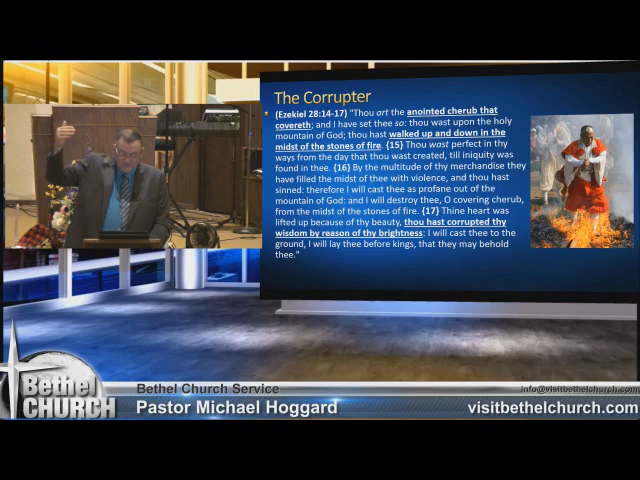 The Corrupter
(Ezekiel 28:14-17) "Thou art the anointed cherub that
covereth; and I have set thee so: thou wast upon the holy
mountain of God; thou hast walked up and down in the
midst of the stones of fire. {15} Thou wast perfect in thy
ways from the day that thou wast created, till iniquity was
found in thee. {16} By the multitude of thy merchandise they
have filled the midst of thee with violence, and thou hast
sinned: therefore I will cast thee as profane out of the
mountain of God: and I will destroy thee, O covering cherub,
from the midst of the stones of fire. {17} Thine heart was
lifted up because of thy beauty, thou hast corrupted thy
wisdom by reason of thy brightness: I will cast thee to the
ground, I will lay thee before kings, that they may behold
thee."
Bethel
CHURCH
Bethel Church Service
info@visitbethelchurch.com
Pastor Michael Hoggard
visitbethelchurch.com